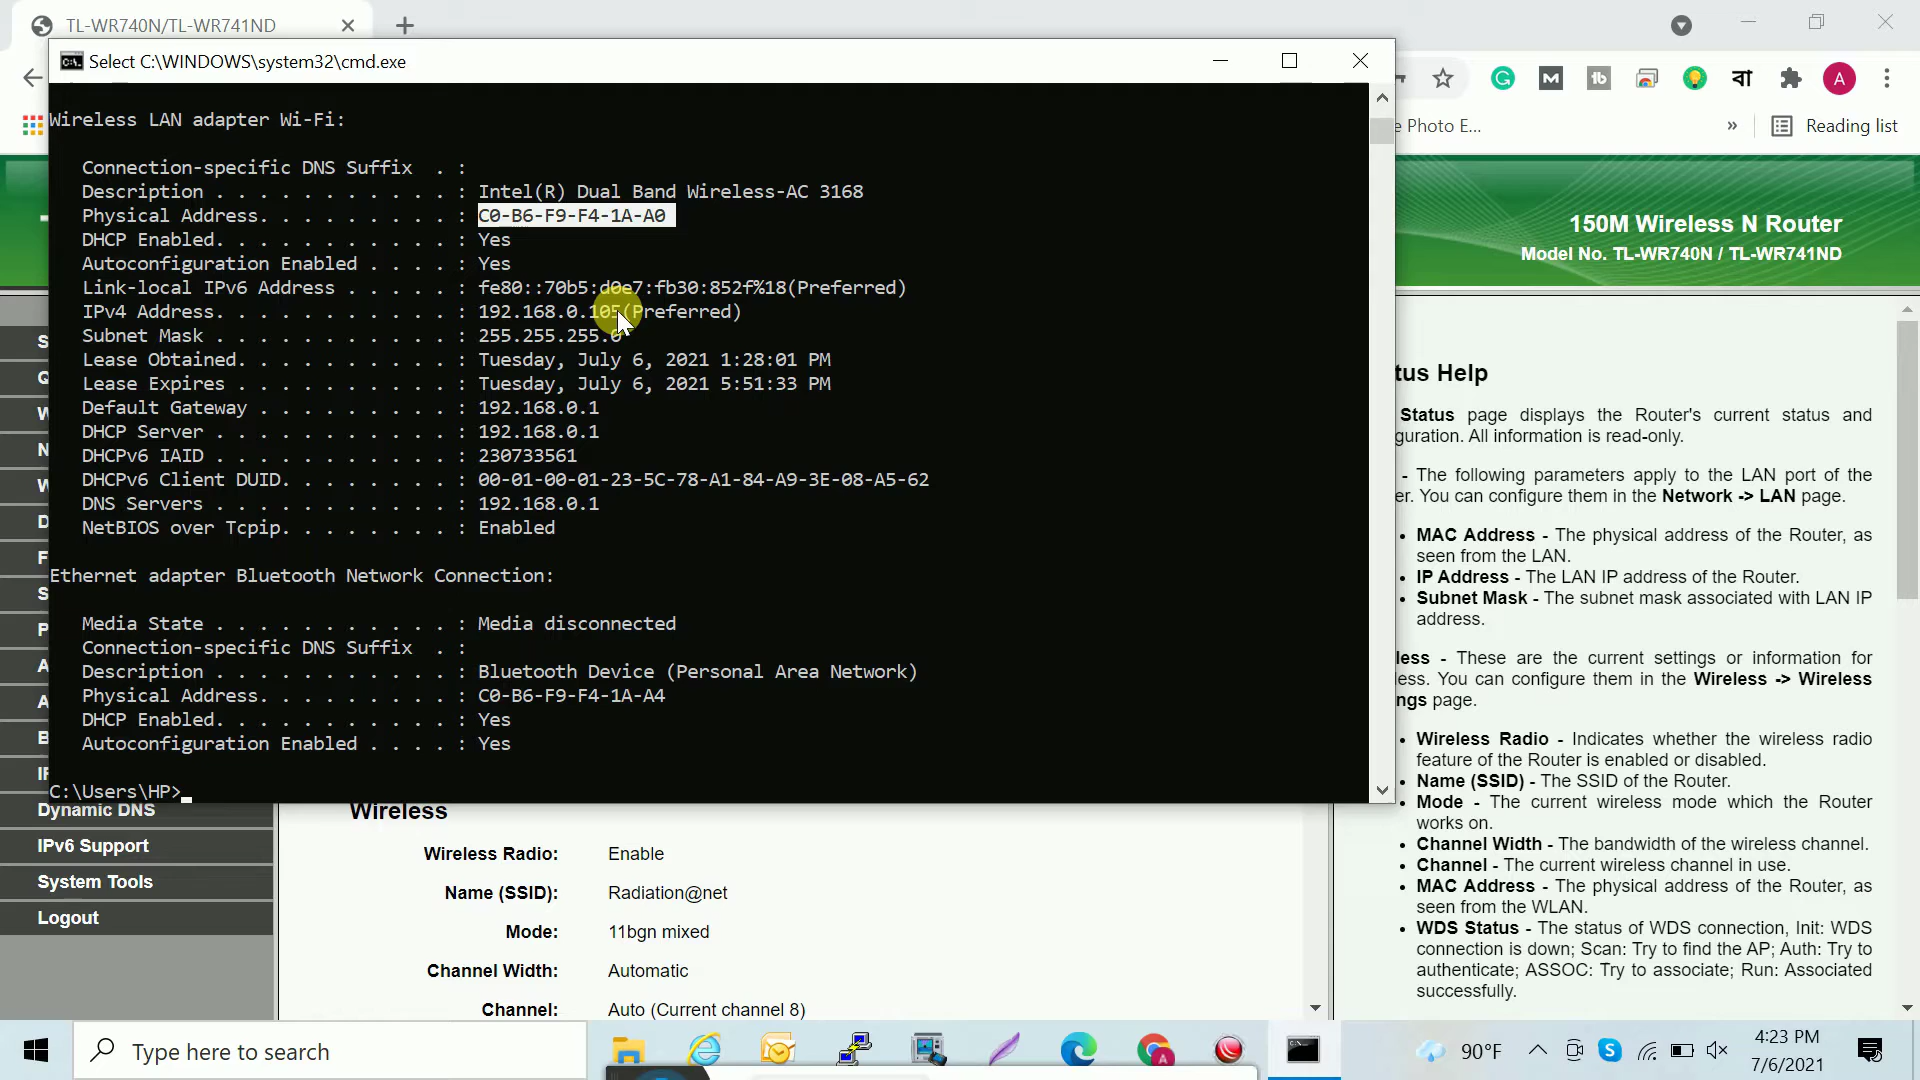 TL-WR740N/TL-WR741ND
Select C:\WINDOWS\system32\cmd.exe
Wireless LAN adapter Wi-Fi:
Connection-specific DNS Suffix . :
Description . . . . . . . . . . . : Intel(R) Dual Band Wireless-AC 3168
Physical Address. . . . . . . . . : C0-B6-F9-F4-1A-A0
DHCP Enabled. . . . . . . . . . . : Yes
Autoconfiguration Enabled . . . . : Yes
Link-local IPv6 Address . . . . . : fe80::70b5:d0e7:fb30:852f%18(Preferred)
IPv4 Address. . . . . . . . . . . : 192.168.0.105(Preferred)
Subnet Mask . . . . . . . . . . . : 255.255.255.0
Lease Obtained. . . . . . . . . . : Tuesday, July 6, 2021 1:28:01 PM
Lease Expires . . . . . . . . . . : Tuesday, July 6, 2021 5:51:33 PM
Default Gateway . . . . . . . . . : 192.168.0.1
DHCP Server . . . . . . . . . . . : 192.168.0.1
DHCPv6 IAID . . . . . . . . . . . : 230733561
DHCPv6 Client DUID. . . . . . . . : 00-01-00-01-23-5C-78-A1-84-A9-3E-08-A5-62
DNS Servers . . . . . . . . . . . : 192.168.0.1
NetBIOS over Tcpip. . . . . . . . : Enabled
Ethernet adapter Bluetooth Network Connection:
Media State . . . . . . . . . . . : Media disconnected
Connection-specific DNS Suffix . :
Description . . . . . . . . . . . : Bluetooth Device (Personal Area Network)
Physical Address. . . . . . . . . : C0-B6-F9-F4-1A-A4
DHCP Enabled. . . . . . . . . . . : Yes
Autoconfiguration Enabled . . . . : Yes
C:\Users\HP>
বা
A
e Photo E...
»
Reading list
150M Wireless N Router
Model No. TL-WR740N / TL-WR741ND
Dynamic DNS
IPv6 Support
System Tools
Logout
Wireless
Wireless Radio: Enable
Name (SSID): Radiation@net
Mode: 11bgn mixed
Channel Width: Automatic
Channel: Auto (Current channel 8)
tus Help
Status page displays the Router's current status and
guration. All information is read-only.
- The following parameters apply to the LAN port of the
er. You can configure them in the Network -> LAN page.
• MAC Address - The physical address of the Router, as
seen from the LAN.
• IP Address - The LAN IP address of the Router.
• Subnet Mask - The subnet mask associated with LAN IP
address.
less - These are the current settings or information for
ess. You can configure them in the Wireless -> Wireless
ngs page.
• Wireless Radio - Indicates whether the wireless radio
feature of the Router is enabled or disabled.
• Name (SSID) - The SSID of the Router.
• Mode - The current wireless mode which the Router
works on.
• Channel Width - The bandwidth of the wireless channel.
• Channel - The current wireless channel in use.
• MAC Address - The physical address of the Router, as
seen from the WLAN.
• WDS Status - The status of WDS connection, Init: WDS
connection is down; Scan: Try to find the AP; Auth: Try to
authenticate; ASSOC: Try to associate; Run: Associated
successfully.
Type here to search
90°F
4:23 PM
7/6/2021